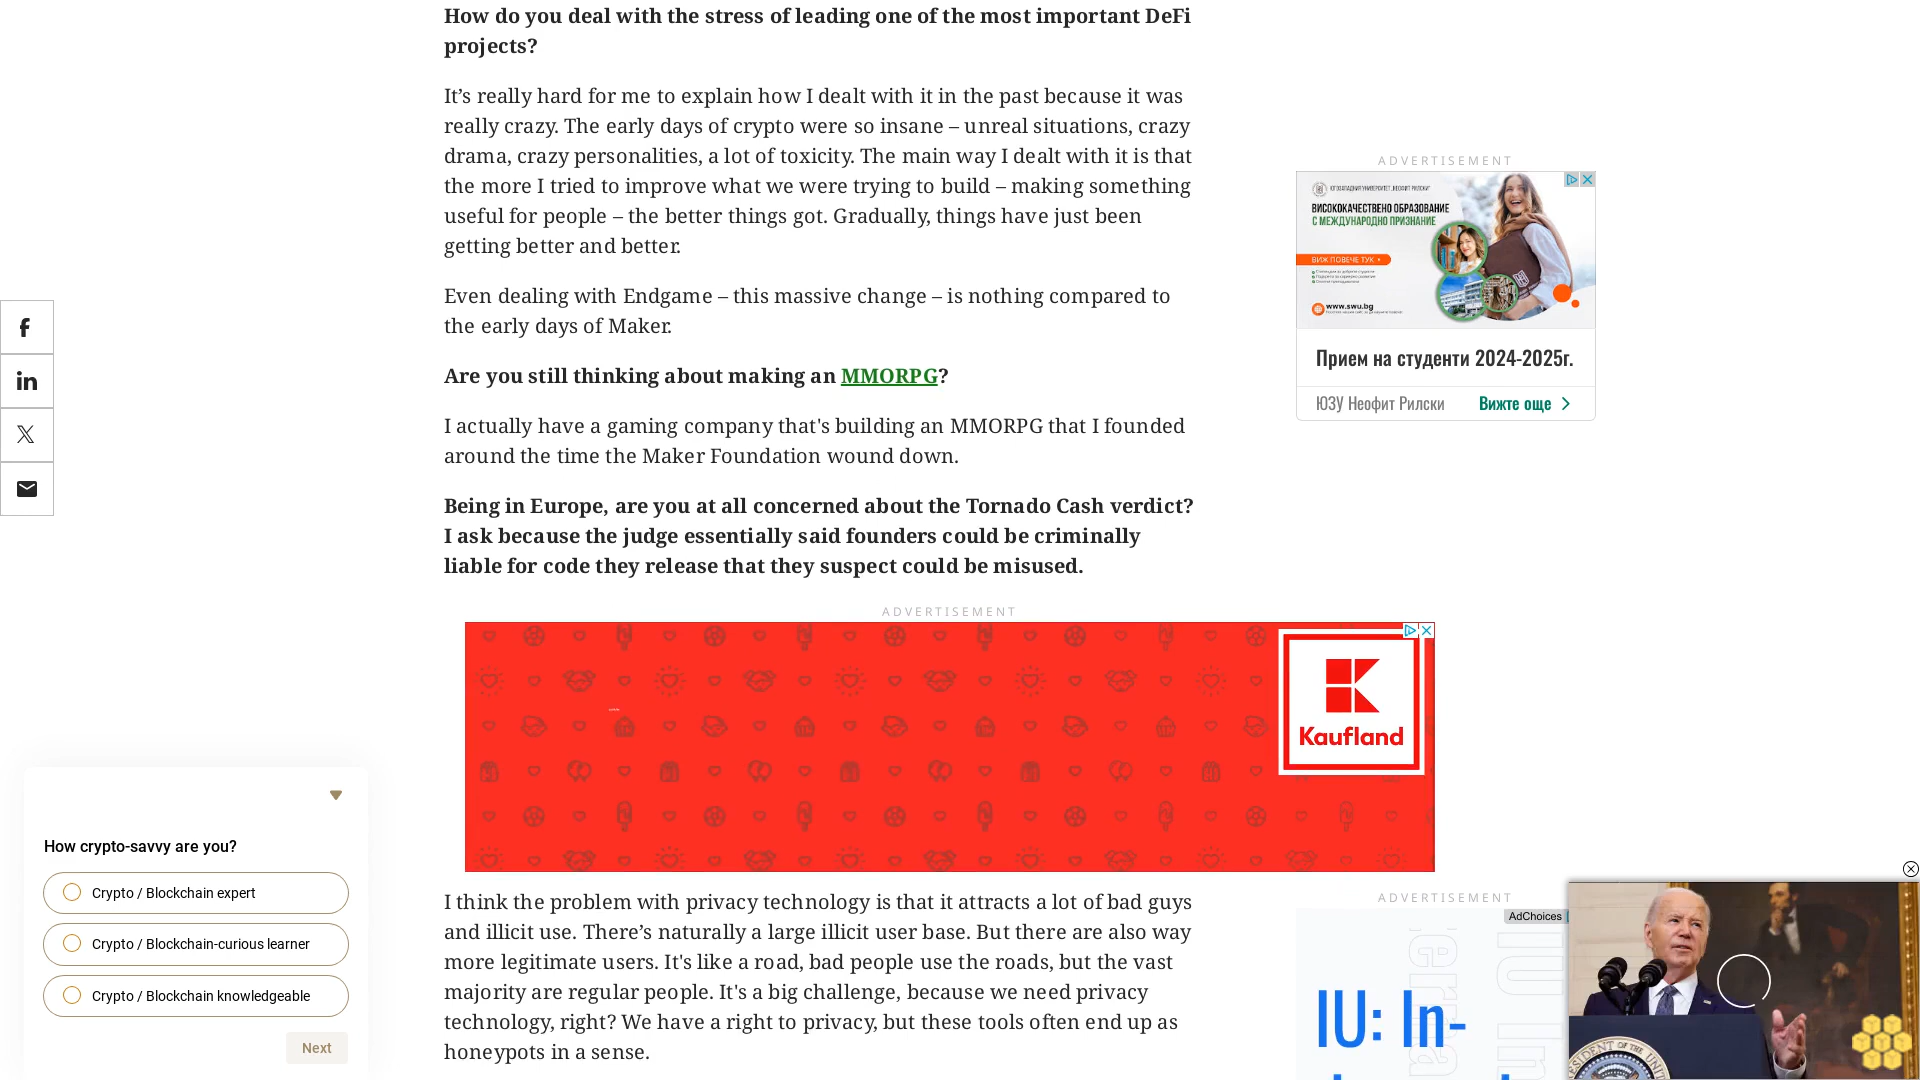 How do you deal with the stress of leading one of the most important DeFi
projects?
It’s really hard for me to explain how I dealt with it in the past because it was
really crazy. The early days of crypto were so insane – unreal situations, crazy
drama, crazy personalities, a lot of toxicity. The main way I dealt with it is that
the more I tried to improve what we were trying to build – making something
useful for people – the better things got. Gradually, things have just been
getting better and better.
Even dealing with Endgame – this massive change – is nothing compared to
the early days of Maker.
Are you still thinking about making an MMORPG?
I actually have a gaming company that's building an MMORPG that I founded
around the time the Maker Foundation wound down.
Being in Europe, are you at all concerned about the Tornado Cash verdict?
I ask because the judge essentially said founders could be criminally
liable for code they release that they suspect could be misused.
ADVERTISEMENT
Kaufland
I think the problem with privacy technology is that it attracts a lot of bad guys
and illicit use. There’s naturally a large illicit user base. But there are also way
more legitimate users. It's like a road, bad people use the roads, but the vast
majority are regular people. It's a big challenge, because we need privacy
technology, right? We have a right to privacy, but these tools often end up as
honeypots in a sense.
ADVERTISEMENT
ЮГОЗАПАДНИЯ УНИВЕРСИТЕТ „НЕОФИТ РИЛСКИ“
ВИСОКОКАЧЕСТВЕНО ОБРАЗОВАНИЕ
С МЕЖДУНАРОДНО ПРИЗНАНИЕ
ВИЖ ПОВЕЧЕ ТУК
www.swu.bg
Прием на студенти 2024-2025г.
ЮЗУ Неофит Рилски
Вижте още
ADVERTISEMENT
AdChoices
IU: In-
How crypto-savvy are you?
Crypto / Blockchain expert
Crypto / Blockchain-curious learner
Crypto / Blockchain knowledgeable
Next